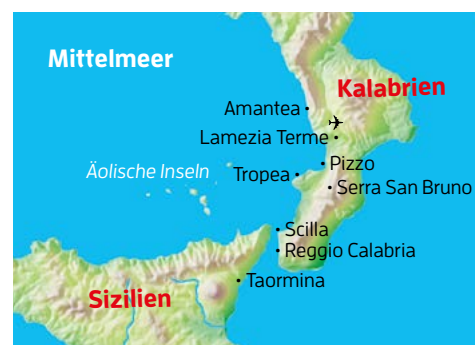 Mittelmeer
Kalabrien
Amantea
Lamezia Terme
Pizzo
Äolische Inseln
Tropea
Serra San Bruno
Scilla
Reggio Calabria
Taormina
Sizilien